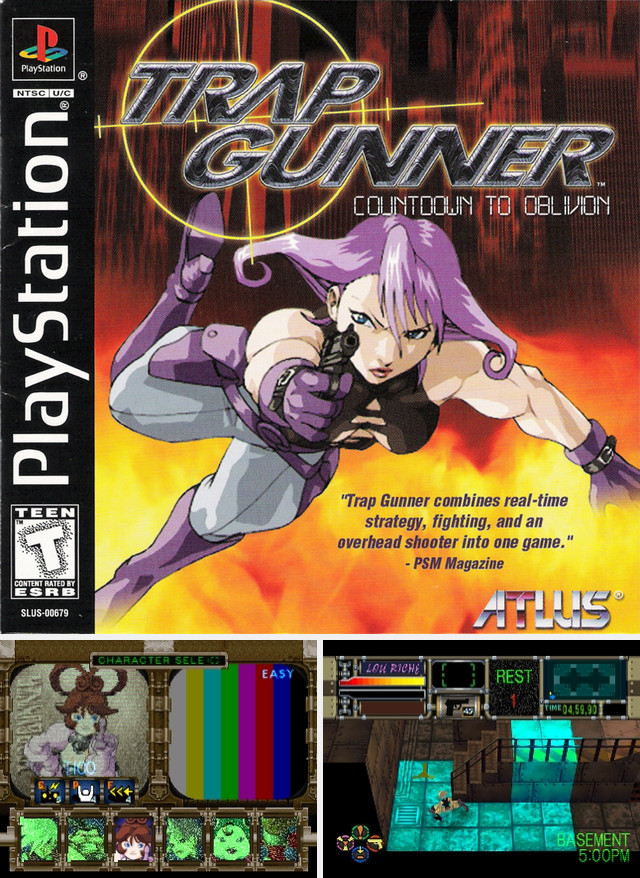 PlayStation
®
NTSC U/C
PlayStation®
TRAP
GUNNER™
COUNTDOWN TO OBLIVION
"Trap Gunner combines real-time
strategy, fighting, and an
overhead shooter into one game."
- PSM Magazine
TEEN
T
CONTENT RATED BY
ESRB
SLUS-00679
ATLUS®
CHARACTER SELE
EASY
LOU RICHE
45
REST
1
TIME 04,59,90
BASEMENT
5:00PM